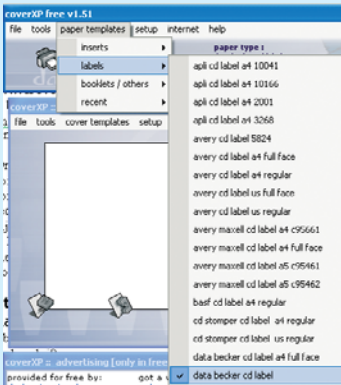 coverXP free v1.51
file tools paper templates setup internet help
inserts
paper type :
labels
booklets / others
recent
apli cd label a4 10041
apli cd label a4 10166
apli cd label a4 2001
apli cd label a4 3268
avery cd label 5824
avery cd label a4 full face
avery cd label a4 regular
avery cd label us full face
avery cd label us regular
avery maxell cd label a4 c95661
avery maxell cd label a4 full face
avery maxell cd label a5 c95461
avery maxell cd label a5 c95462
basf cd label a4 regular
cd stomper cd label a4 regular
cd stomper cd label us regular
data becker cd label a4 full face
data becker cd label
coverXP ::
file tools cover templates setup
coverXP :: advertising [only in free
provided for free by: got a